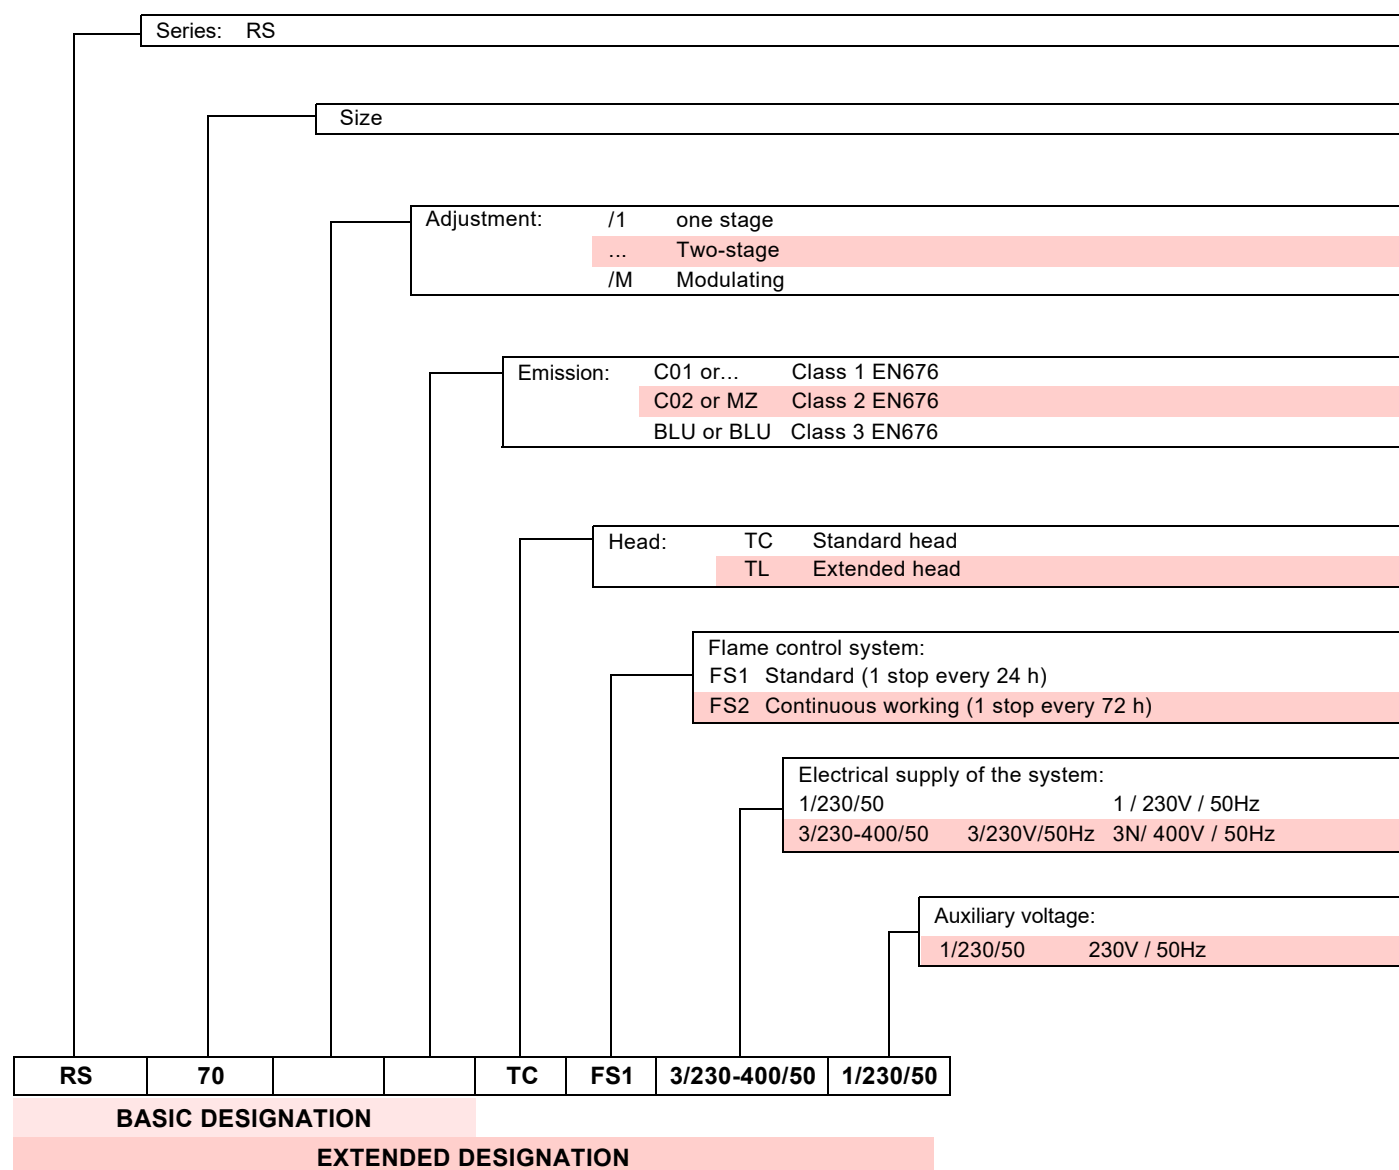 Series: RS
Size
Adjustment: /1 one stage
... Two-stage
/M Modulating
Emission: C01 or... Class 1 EN676
C02 or MZ Class 2 EN676
BLU or BLU Class 3 EN676
Head: TC Standard head
TL Extended head
Flame control system:
FS1 Standard (1 stop every 24 h)
FS2 Continuous working (1 stop every 72 h)
Electrical supply of the system:
1/230/50 1 / 230V / 50Hz
3/230-400/50 3/230V/50Hz 3N/ 400V / 50Hz
Auxiliary voltage:
1/230/50 230V / 50Hz
RS 70 TC FS1 3/230-400/50 1/230/50
BASIC DESIGNATION
EXTENDED DESIGNATION